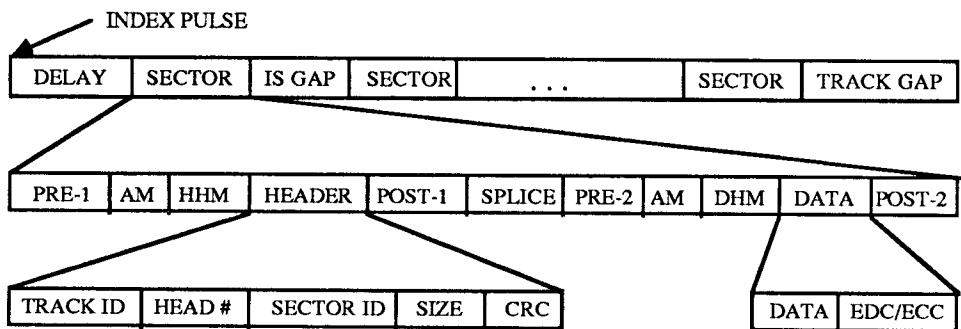 INDEX PULSE
DELAY SECTOR IS GAP SECTOR ... SECTOR TRACK GAP
PRE-1 AM HHM HEADER POST-1 SPLICE PRE-2 AM DHM DATA POST-2
TRACK ID HEAD # SECTOR ID SIZE CRC DATA EDC/ECC